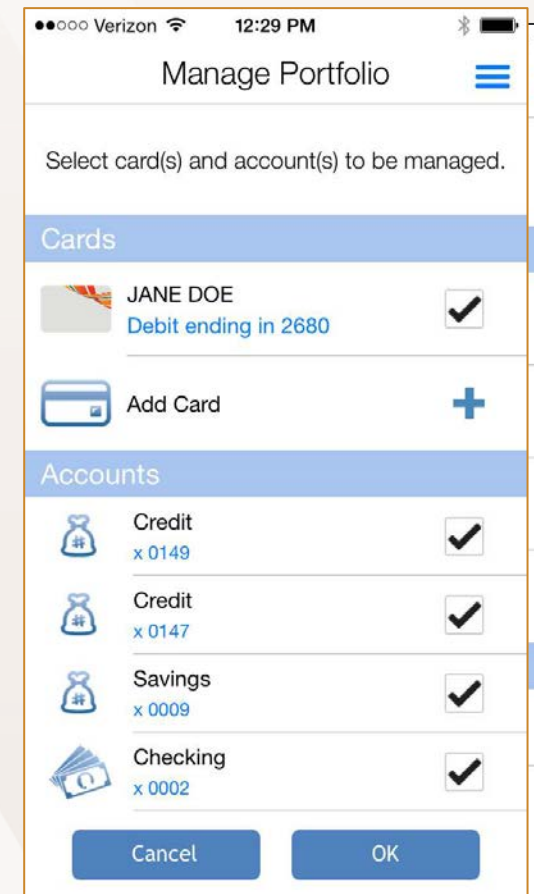 Verizon 12:29 PM
Manage Portfolio
Select card(s) and account(s) to be managed.
Cards
JANE DOE
Debit ending in 2680
Add Card
Accounts
Credit
x 0149
Credit
x 0147
Savings
x 0009
Checking
x 0002
Cancel OK